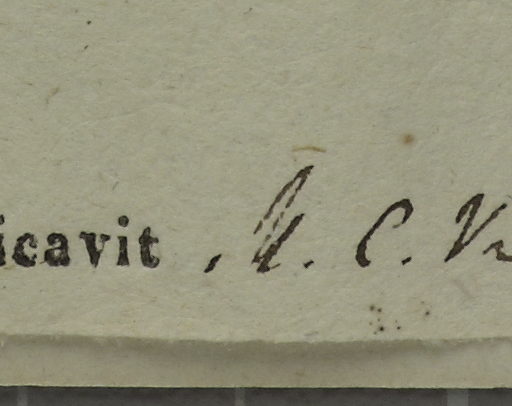 icavit , K. C. V